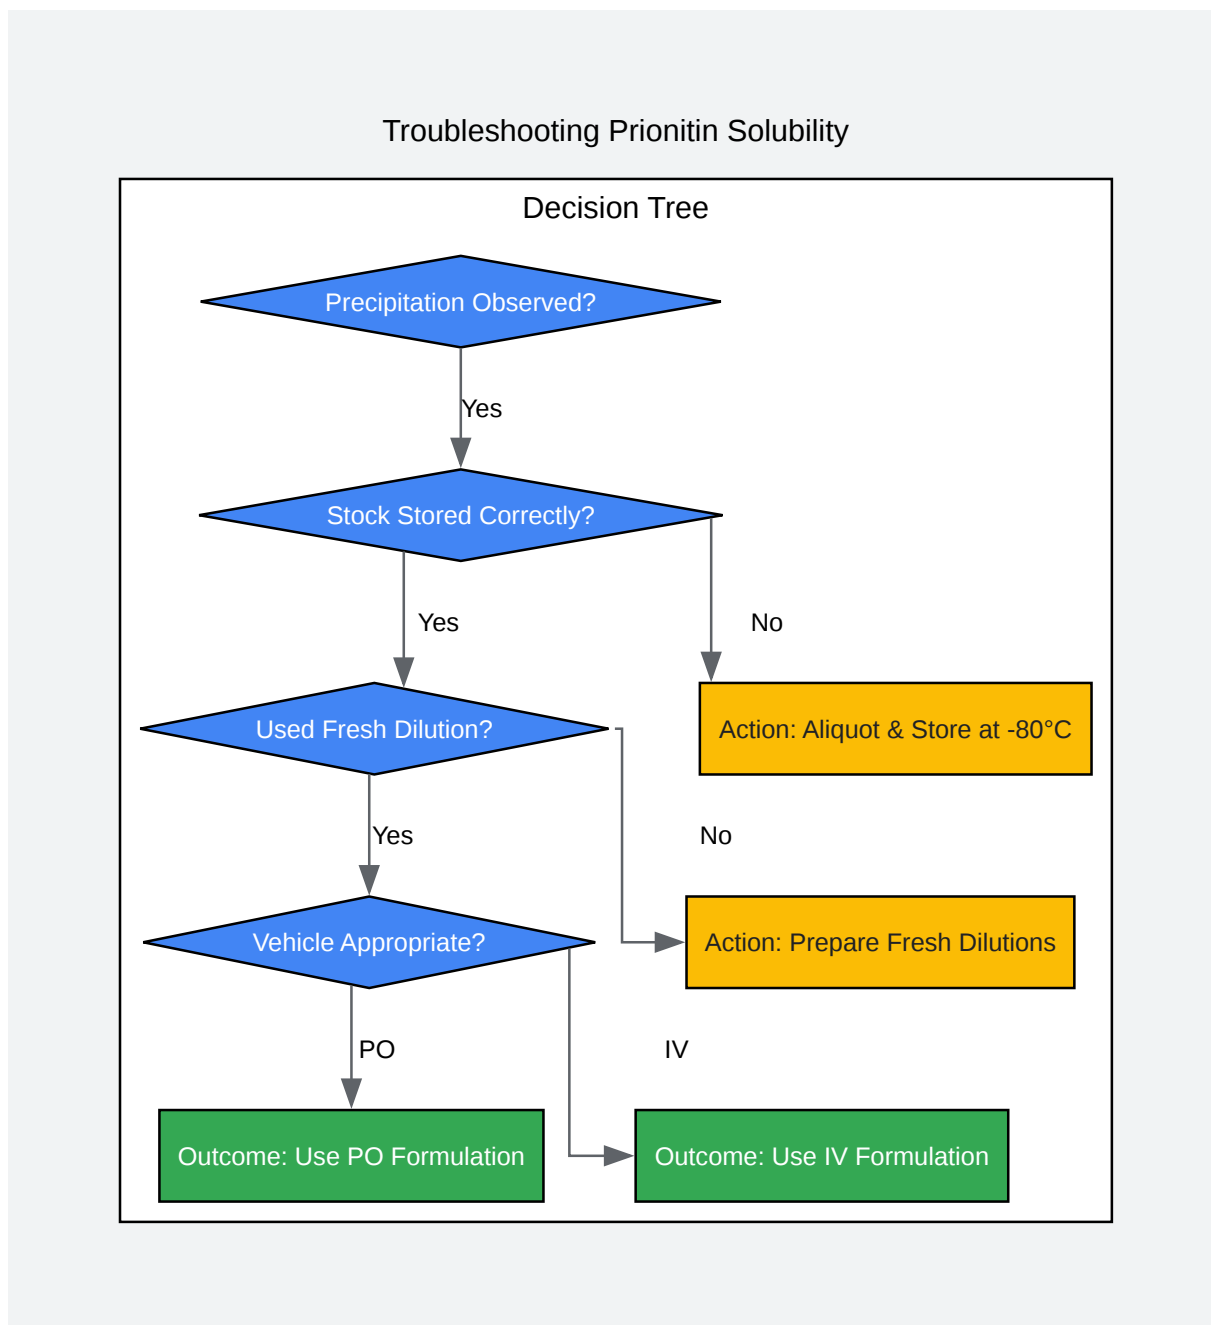 Troubleshooting Prionitin Solubility
Decision Tree
Precipitation Observed?
Yes
Stock Stored Correctly?
Yes
No
Used Fresh Dilution?
Action: Aliquot & Store at -80°C
Yes
No
Vehicle Appropriate?
Action: Prepare Fresh Dilutions
PO
IV
Outcome: Use PO Formulation
Outcome: Use IV Formulation